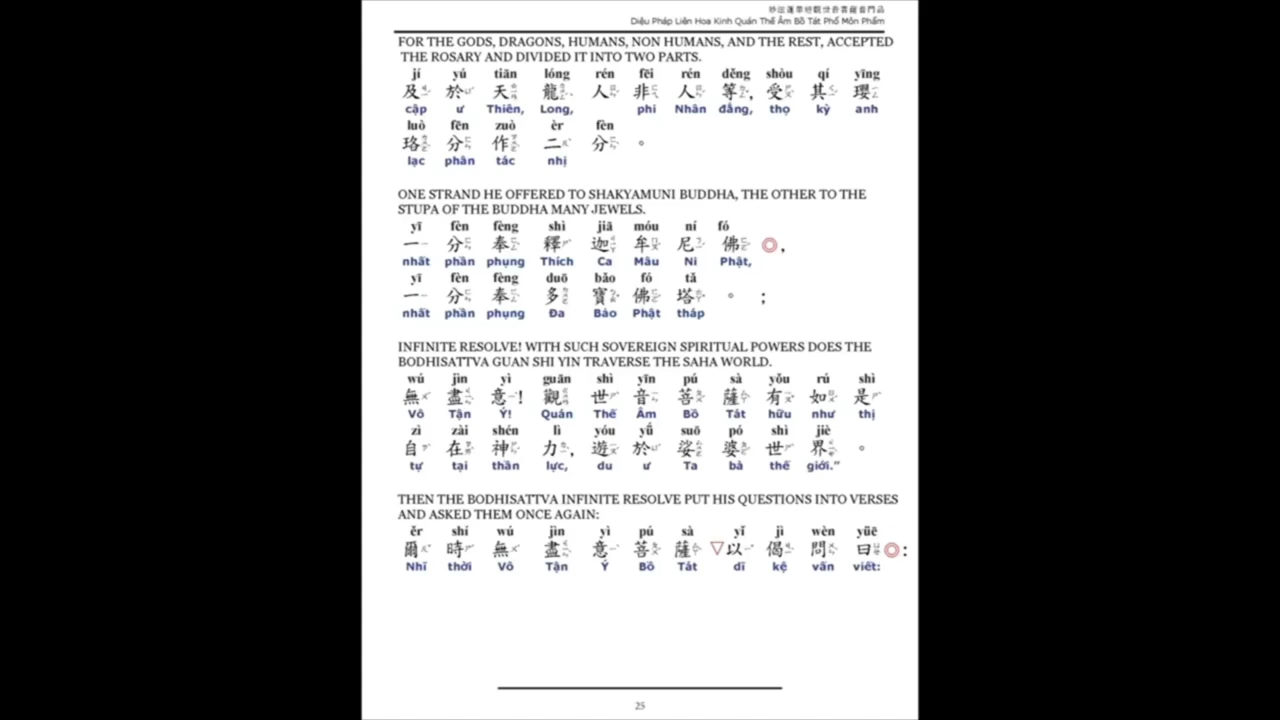 妙法蓮華經觀世音菩薩普門品
Diệu Pháp Liên Hoa Kinh Quán Thế Âm Bồ Tát Phổ Môn Phẩm
FOR THE GODS, DRAGONS, HUMANS, NON HUMANS, AND THE REST, ACCEPTED
THE ROSARY AND DIVIDED IT INTO TWO PARTS.
jí yú tiān lóng rén fēi rén děng shòu qí yīng
及 於 天 龍 、 人 非 人 等 , 受 其 瓔
cập ư Thiên, Long, phi Nhân đẳng, thọ kỳ anh
luò fēn zuò èr fèn
珞 分 作 二 分 。
lạc phân tác nhị
ONE STRAND HE OFFERED TO SHAKYAMUNI BUDDHA, THE OTHER TO THE
STUPA OF THE BUDDHA MANY JEWELS.
yī fèn fèng shì jiā móu ní fó
一 分 奉 釋 迦 牟 尼 佛 ◎,
nhất phần phụng Thích Ca Mâu Ni Phật,
yī fèn fèng duō bǎo fó tǎ
一 分 奉 多 寶 佛 塔 。 ;
nhất phần phụng Đa Bảo Phật tháp
INFINITE RESOLVE! WITH SUCH SOVEREIGN SPIRITUAL POWERS DOES THE
BODHISATTVA GUAN SHI YIN TRAVERSE THE SAHA WORLD.
wú jìn yì guān shì yīn pú sà yǒu rú shì
無 盡 意 ! 觀 世 音 菩 薩 有 如 是
Vô Tận Ý! Quán Thế Âm Bồ Tát hữu như thị
zì zài shén lì yóu yǘ suō pó shì jiè
自 在 神 力 , 遊 於 娑 婆 世 界 。
tự tại thần lực, du ư Ta bà thế giới.”
THEN THE BODHISATTVA INFINITE RESOLVE PUT HIS QUESTIONS INTO VERSES
AND ASKED THEM ONCE AGAIN:
ěr shí wú jìn yì pú sà yǐ jì wèn yüē
爾 時 無 盡 意 菩 薩 ▽以 偈 問 曰 ◎:
Nhĩ thời Vô Tận Ý Bồ Tát dĩ kệ vấn viết:
25